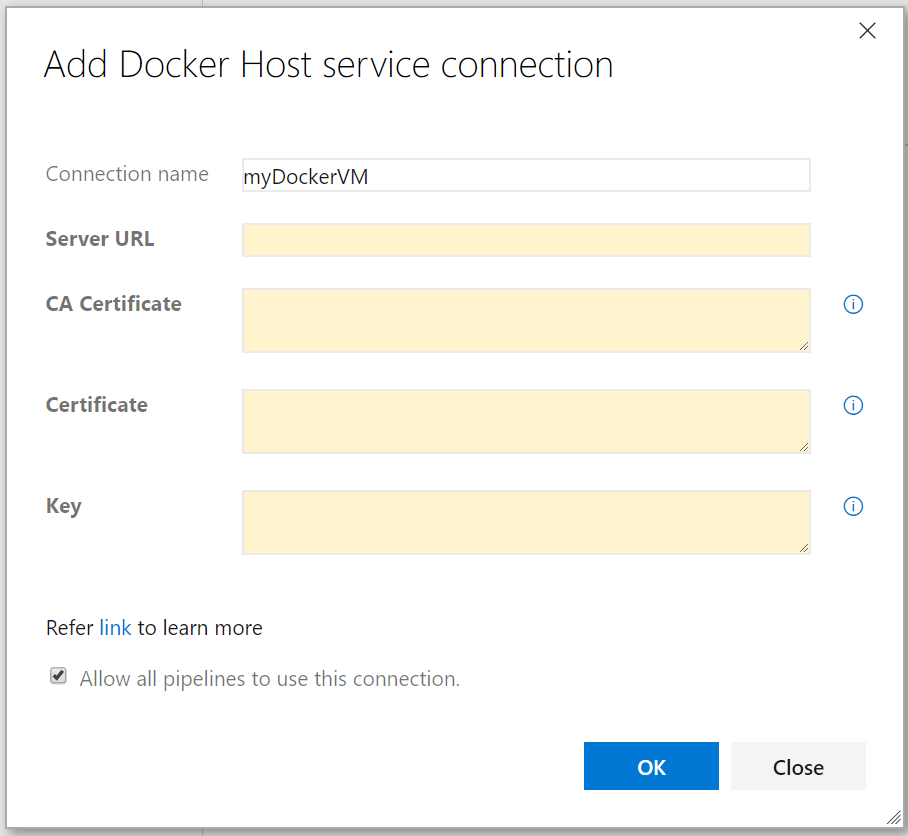 Add Docker Host service connection
Connection name
myDockerVM
Server URL
CA Certificate
Certificate
Key
Refer link to learn more
Allow all pipelines to use this connection.
OK
Close